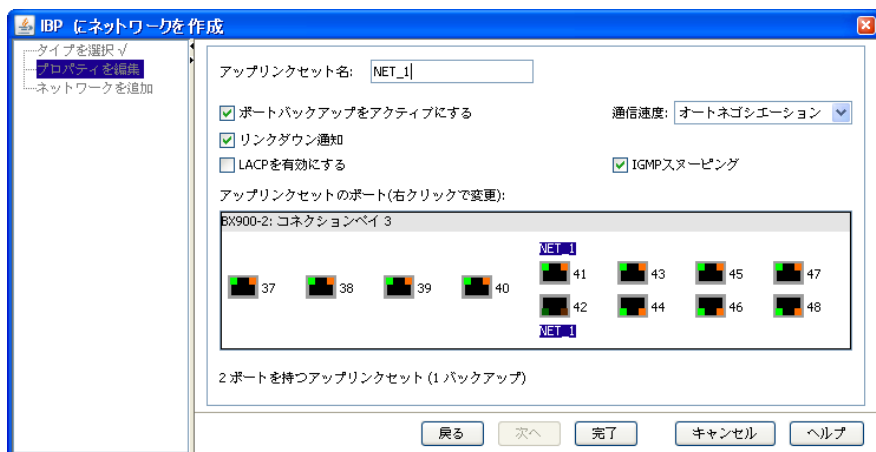 IBP にネットワークを作成
タイプを選択 √
プロパティを編集
ネットワークを追加
アップリンクセット名: NET_1
ポートバックアップをアクティブにする 通信速度: オートネゴシエーション
リンクダウン通知
LACPを有効にする IGMPスヌーピング
アップリンクセットのポート(右クリックで変更):
BX900-2: コネクションベイ 3
NET_1
37 38 39 40 41 43 45 47
42 44 46 48
NET_1
2 ポートを持つアップリンクセット (1 バックアップ)
戻る 次へ 完了 キャンセル ヘルプ